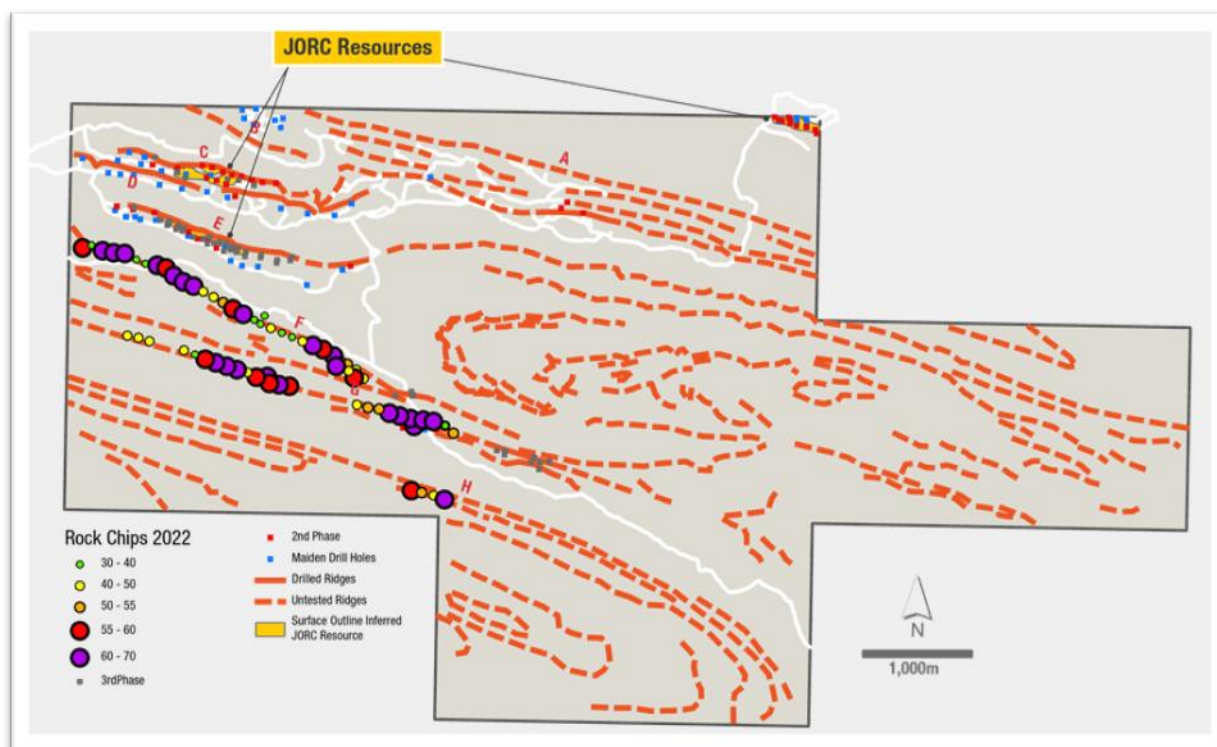 JORC Resources
B
A
C
D
E
F
G
H
Rock Chips 2022
30 - 40
40 - 50
50 - 55
55 - 60
60 - 70
3rdPhase
2nd Phase
Maiden Drill Holes
Drilled Ridges
Untested Ridges
Surface Outline Inferred
JORC Resource
N
1,000m